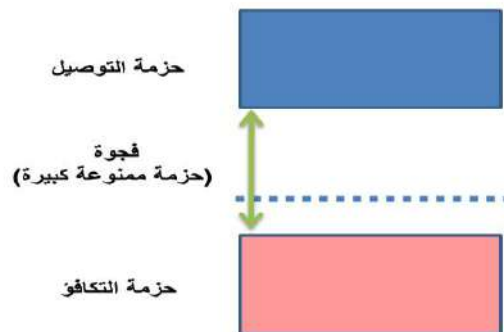 حزمة التوصيل
فجوة
(حزمة ممنوعة كبيرة)
حزمة التكافؤ